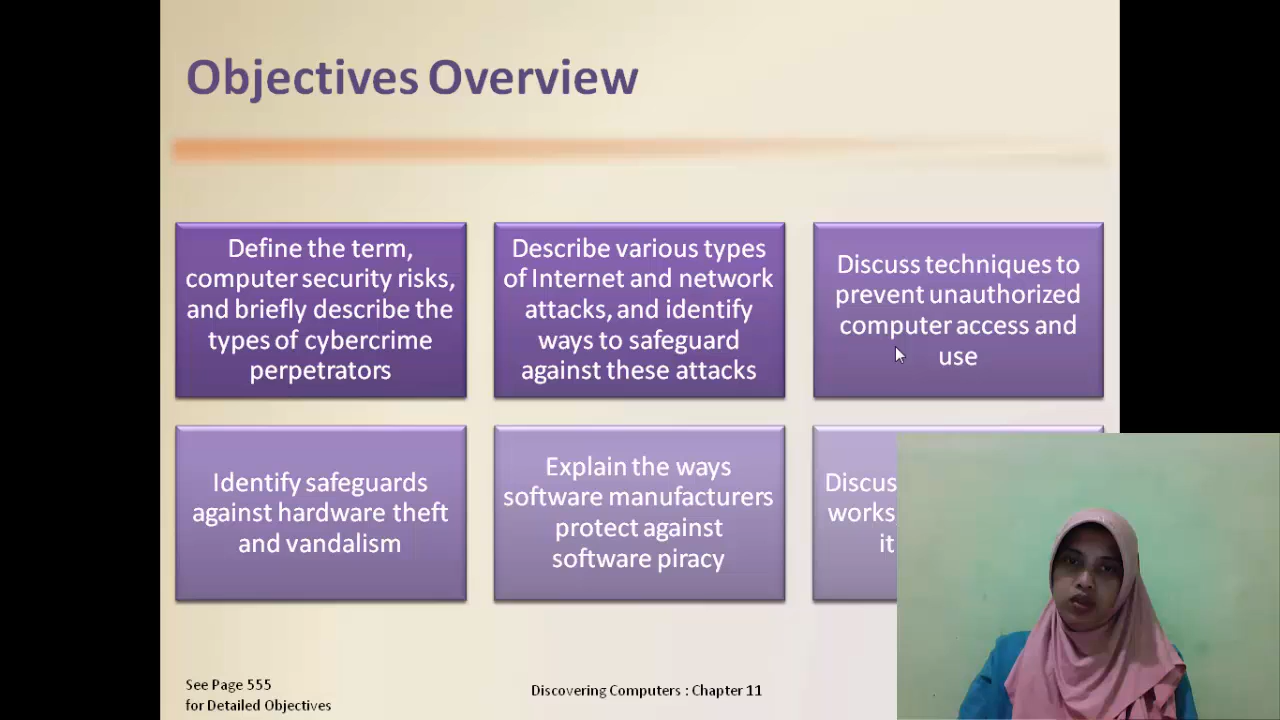 Objectives Overview
Define the term,
computer security risks,
and briefly describe the
types of cybercrime
perpetrators
Describe various types
of Internet and network
attacks, and identify
ways to safeguard
against these attacks
Discuss techniques to
prevent unauthorized
computer access and
use
Identify safeguards
against hardware theft
and vandalism
Explain the ways
software manufacturers
protect against
software piracy
works
it
See Page 555
for Detailed Objectives
Discovering Computers : Chapter 11